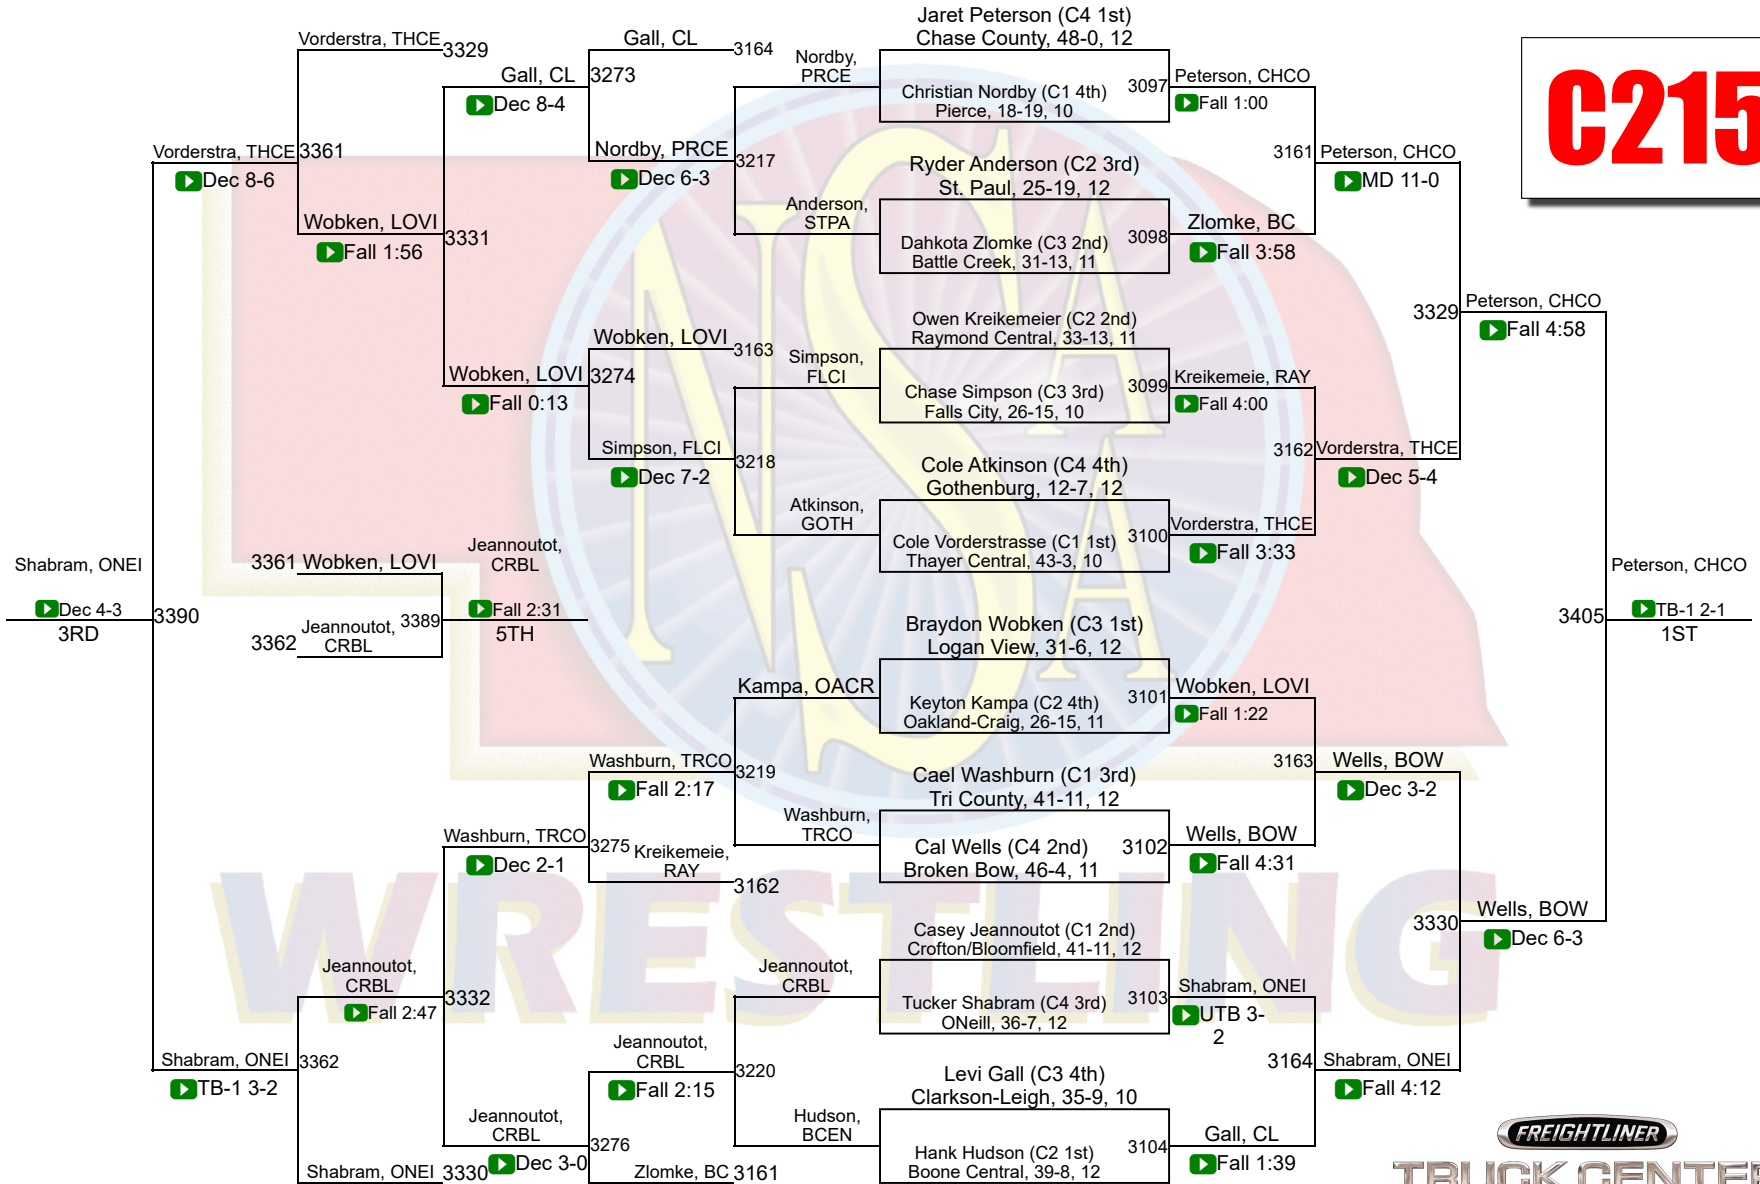 Jaret Peterson (C4 1st)
Chase County, 48-0, 12
Christian Nordby (C1 4th)
Pierce, 18-19, 10
3097
Ryder Anderson (C2 3rd)
St. Paul, 25-19, 12
Dahkota Zlomke (C3 2nd)
Battle Creek, 31-13, 11
3098
Owen Kreikemeier (C2 2nd)
Raymond Central, 33-13, 11
Chase Simpson (C3 3rd)
Falls City, 26-15, 10
3099
Cole Atkinson (C4 4th)
Gothenburg, 12-7, 12
Cole Vorderstrasse (C1 1st)
Thayer Central, 43-3, 10
3100
Braydon Wobken (C3 1st)
Logan View, 31-6, 12
Keyton Kampa (C2 4th)
Oakland-Craig, 26-15, 11
3101
Cael Washburn (C1 3rd)
Tri County, 41-11, 12
Cal Wells (C4 2nd)
Broken Bow, 46-4, 11
3102
Casey Jeannoutot (C1 2nd)
Crofton/Bloomfield, 41-11, 12
Tucker Shabram (C4 3rd)
ONeill, 36-7, 12
3103
Levi Gall (C3 4th)
Clarkson-Leigh, 35-9, 10
Hank Hudson (C2 1st)
Boone Central, 39-8, 12
3104
Peterson, CHCO
Fall 1:00
Zlomke, BC
Fall 3:58
Kreikemeie, RAY
Fall 4:00
Vorderstra, THCE
Fall 3:33
Wobken, LOVI
Fall 1:22
Wells, BOW
Fall 4:31
Shabram, ONEI
UTB 3-
2
Gall, CL
Fall 1:39
3161
Peterson, CHCO
MD 11-0
3162
Vorderstra, THCE
Dec 5-4
3163
Wells, BOW
Dec 3-2
3164
Shabram, ONEI
Fall 4:12
3329
Peterson, CHCO
Fall 4:58
3330
Wells, BOW
Dec 6-3
3405
Peterson, CHCO
TB-1 2-1
1ST
Nordby,
PRCE
Anderson,
STPA
Simpson,
FLCI
Atkinson,
GOTH
Kampa, OACR
Washburn,
TRCO
Jeannoutot,
CRBL
Hudson,
BCEN
Gall, CL
3164
Nordby, PRCE
3217
Dec 6-3
Wobken, LOVI
3163
Simpson, FLCI
3218
Dec 7-2
Washburn, TRCO
3219
Fall 2:17
Kreikemeie,
RAY
3162
Jeannoutot,
CRBL
3220
Fall 2:15
Zlomke, BC
3161
Gall, CL
3273
Dec 8-4
Wobken, LOVI
3274
Fall 0:13
Washburn, TRCO
3275
Dec 2-1
Jeannoutot,
CRBL
3276
Dec 3-0
Vorderstra, THCE
3329
Wobken, LOVI
3331
Fall 1:56
Jeannoutot,
CRBL
3332
Fall 2:47
Shabram, ONEI
3330
Vorderstra, THCE
3361
Dec 8-6
Shabram, ONEI
3362
TB-1 3-2
Shabram, ONEI
Dec 4-3
3390
3RD
3361
Wobken, LOVI
3362
Jeannoutot,
CRBL
3389
Jeannoutot,
CRBL
Fall 2:31
5TH
C215
NSAA
WRESTLING
FREIGHTLINER
TRUCK CENTER